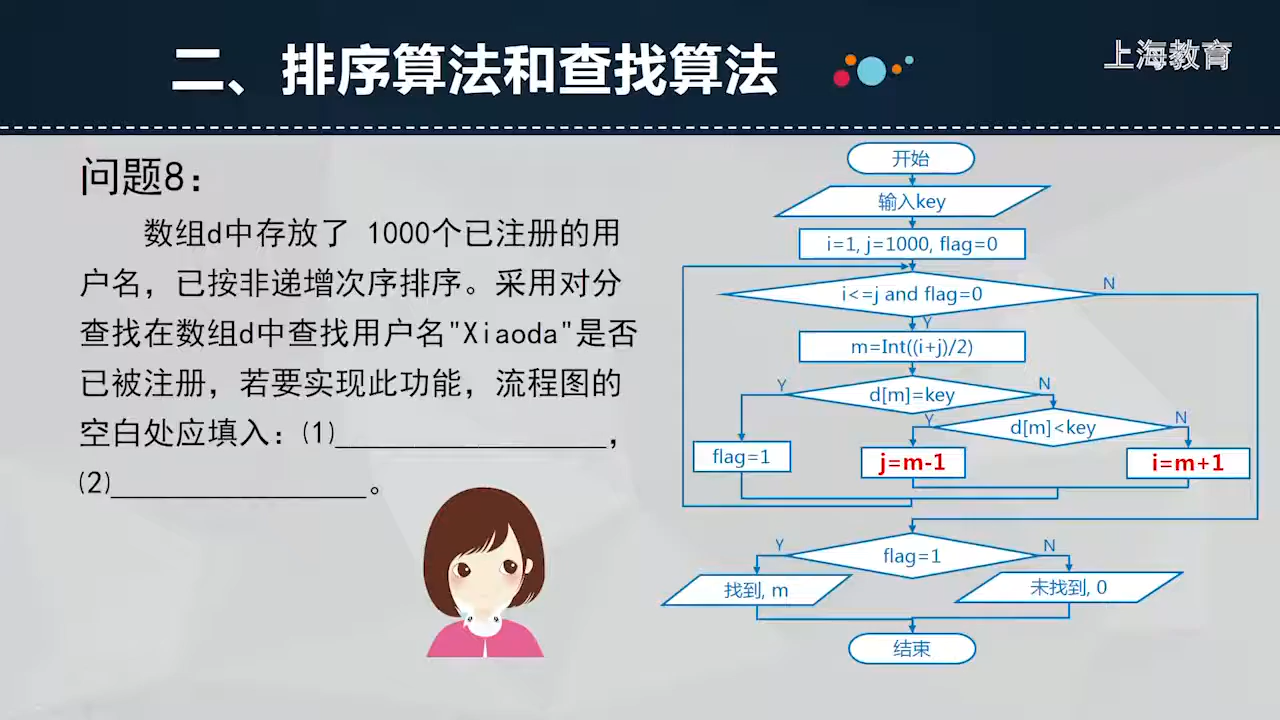 二、排序算法和查找算法
上海教育
问题8：
数组d中存放了 1000个已注册的用
户名，已按非递增次序排序。采用对分
查找在数组d中查找用户名"Xiaoda"是否
已被注册，若要实现此功能，流程图的
空白处应填入：(1)_________________，
(2)________________。
开始
输入key
i=1, j=1000, flag=0
i<=j and flag=0
N
Y
m=Int((i+j)/2)
Y
d[m]=key
N
Y
d[m]<key
N
flag=1
j=m-1
i=m+1
Y
flag=1
N
找到, m
未找到, 0
结束